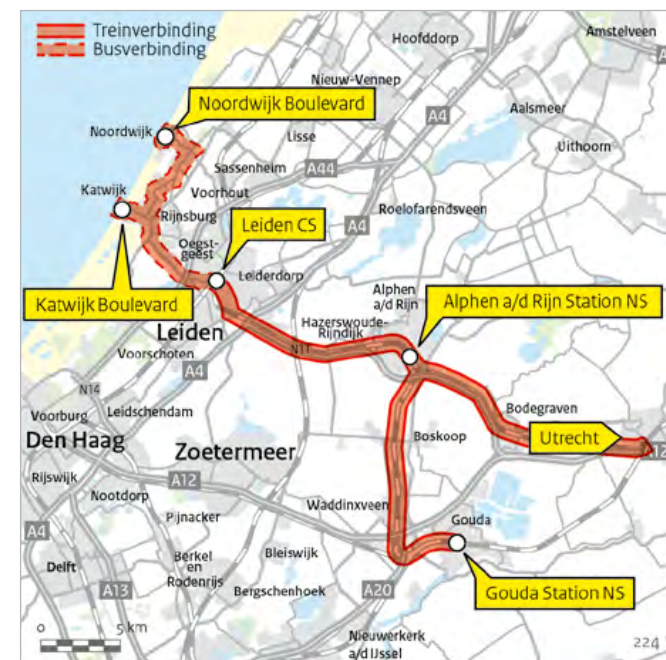 Treinverbinding
Busverbinding
Amstelveen
Hoofddorp
A4
Nieuw-Vennep
Noordwijk Boulevard
Aalsmeer
Noordwijk
Lisse
Uithoorn
Sassenheim
A44
Katwijk
Voorhout
A4
Roelofarendsveen
Rijnsburg
Leiden CS
Oegst-
geest
Leiderdorp
Alphen
a/d Rijn
Katwijk Boulevard
Alphen a/d Rijn Station NS
Hazerswoude-
Rijndijk
Leiden
N11
Voorschoten
A4
N14
Leidschendam
Bodegraven
Voorburg
Boskoop
Utrecht
Den Haag
Zoetermeer
A12
Rijswijk
A12
Nootdorp
Waddinxveen
Pijnacker
Gouda
A4
Bleiswijk
Delft
Berkel
en
Rodenrijs
Gouda Station NS
A13
Bergschenhoek
A20
0
5 km
Nieuwerkerk
a/d IJssel
224